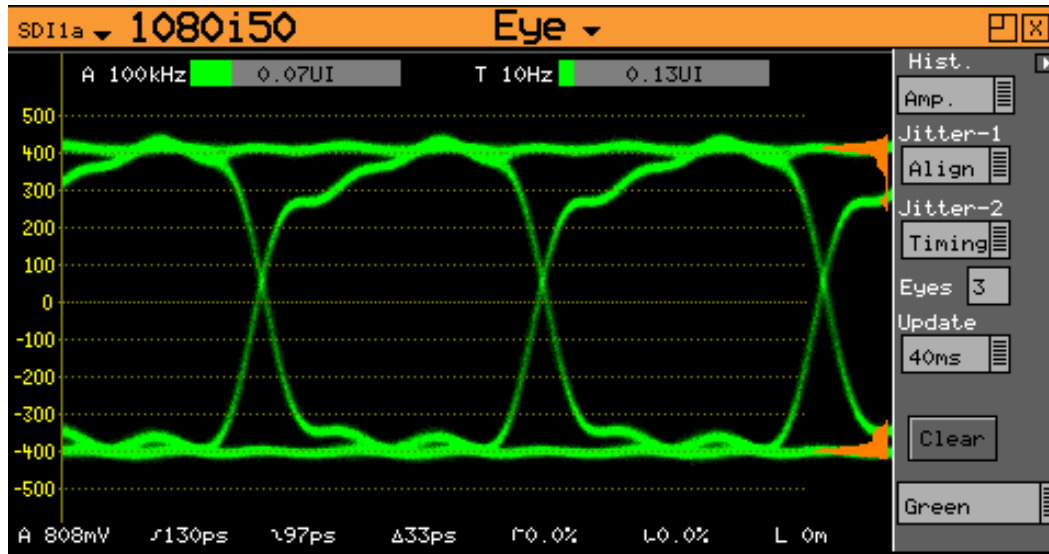 SDI1a 1080i50 Eye
A 100kHz 0.07UI T 10Hz 0.13UI
Hist.
Amp.
Jitter-1
Align
Jitter-2
Timing
Eyes 3
Update
40ms
Clear
Green
500
400
300
200
100
0
-100
-200
-300
-400
-500
A 808mV 130ps 97ps Δ33ps 0.0% 0.0% L 0m